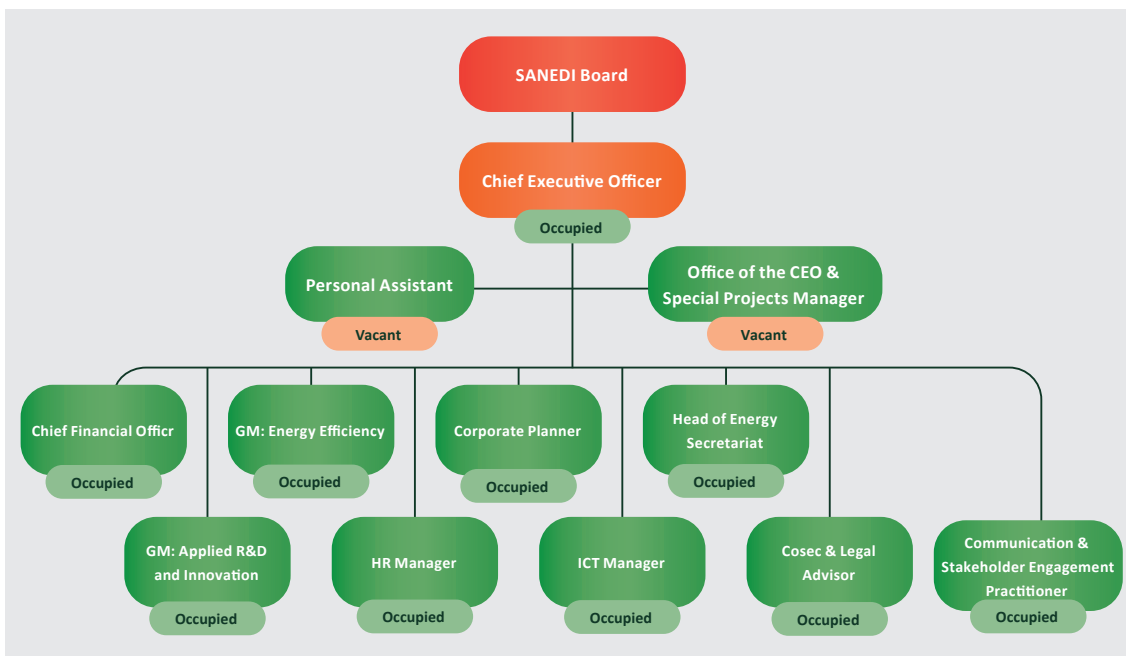 SANEDI Board
Chief Executive Officer
Occupied
Personal Assistant
Vacant
Office of the CEO &
Special Projects Manager
Vacant
Chief Financial Officr
Occupied
GM: Energy Efficiency
Occupied
Corporate Planner
Occupied
Head of Energy
Secretariat
Occupied
GM: Applied R&D
and Innovation
Occupied
HR Manager
Occupied
ICT Manager
Occupied
Cosec & Legal
Advisor
Occupied
Communication &
Stakeholder Engagement
Practitioner
Occupied